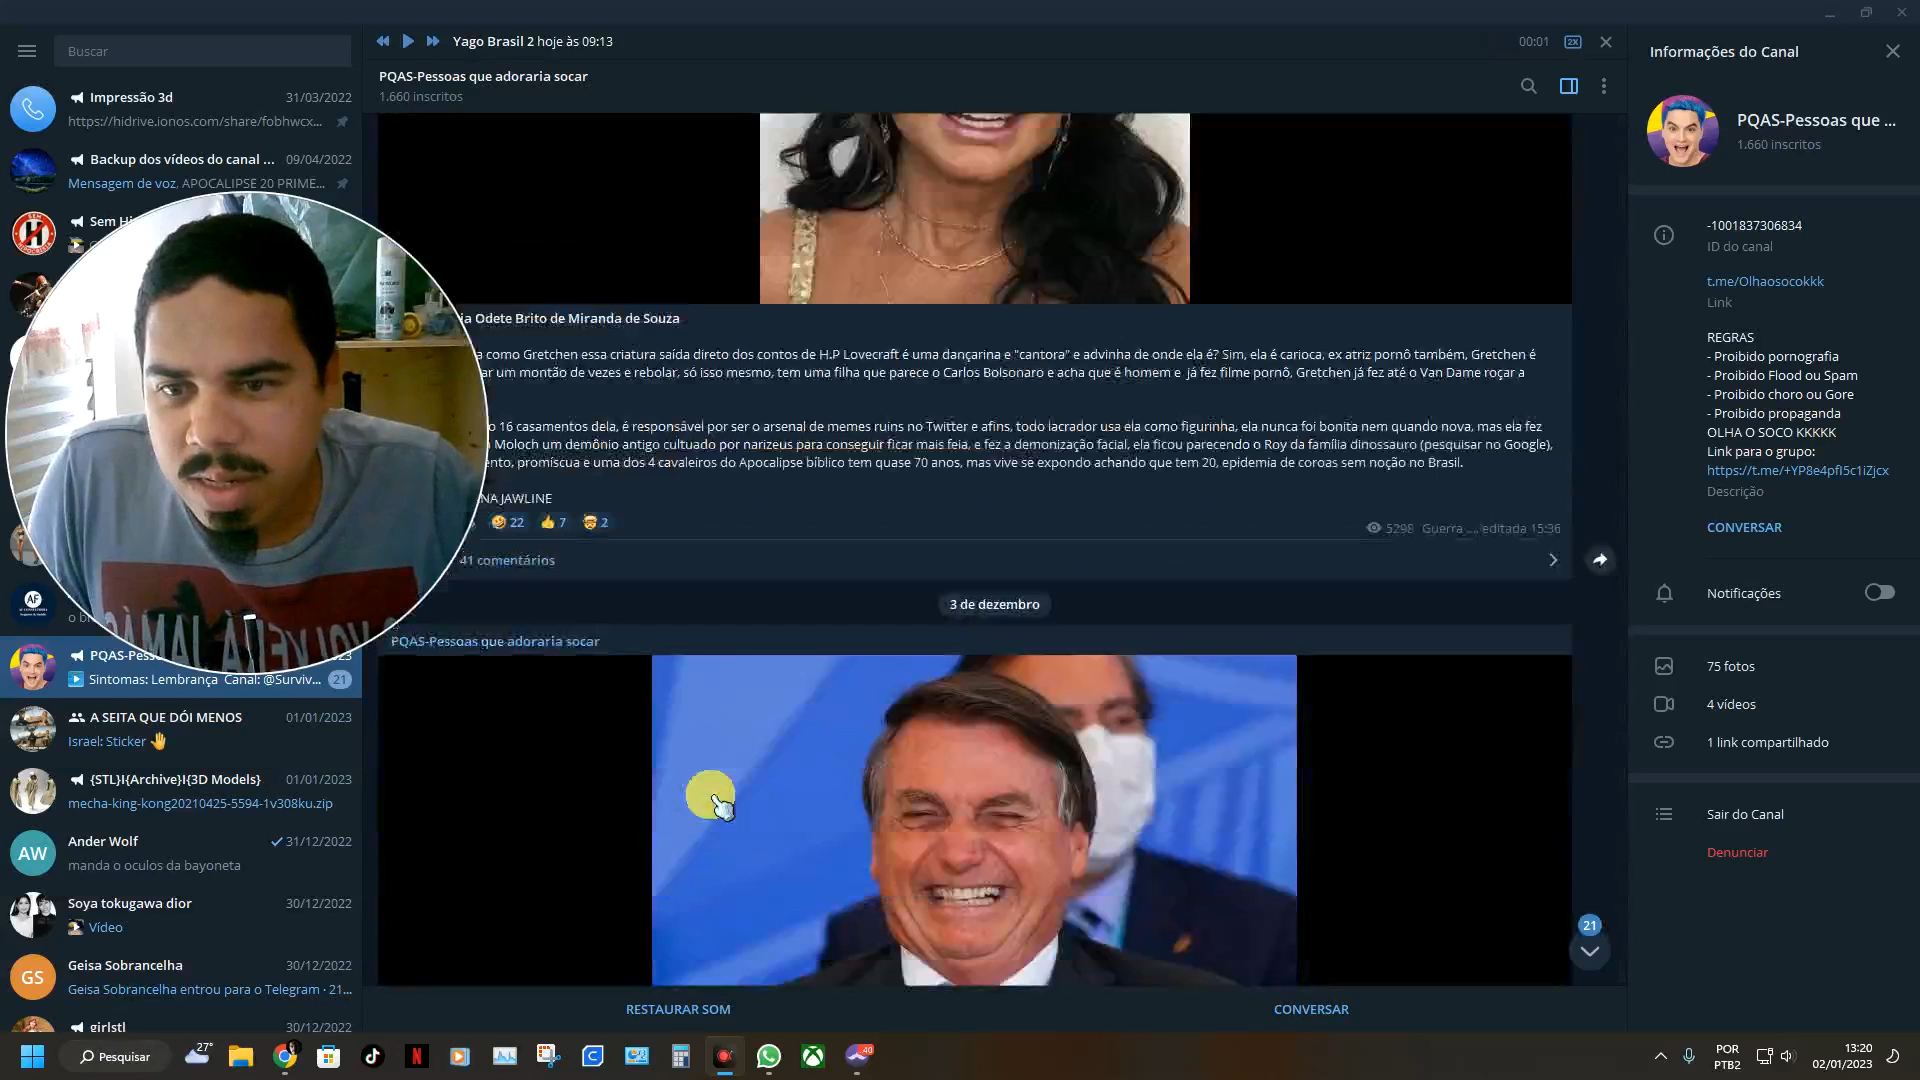 Buscar
Impressão 3d
31/03/2022
https://hidrive.ionos.com/share/fobhwcx...
Backup dos vídeos do canal ...
09/04/2022
Mensagem de voz, APOCALIPSE 20 PRIME...
Sem
AF
PQAS-Pess
Sintomas: Lembrança Canal: @Surviv...
21
A SEITA QUE DÓI MENOS
01/01/2023
Israel: Sticker 🤚
{STL}I{Archive}I{3D Models}
01/01/2023
mecha-king-kong20210425-5594-1v308ku.zip
AW
Ander Wolf
31/12/2022
manda o oculos da bayoneta
Soya tokugawa dior
30/12/2022
Vídeo
GS
Geisa Sobrancelha
30/12/2022
Geisa Sobrancelha entrou para o Telegram · 21...
girlstl
30/12/2022
Yago Brasil 2 hoje às 09:13
00:01
2X
PQAS-Pessoas que adoraria socar
1.660 inscritos
ia Odete Brito de Miranda de Souza
a como Gretchen essa criatura saída direto dos contos de H.P Lovecraft é uma dançarina e "cantora" e advinha de onde ela é? Sim, ela é carioca, ex atriz pornô também, Gretchen é
ar um montão de vezes e rebolar, só isso mesmo, tem uma filha que parece o Carlos Bolsonaro e acha que é homem e já fez filme pornô, Gretchen já fez até o Van Dame roçar a
o 16 casamentos dela, é responsável por ser o arsenal de memes ruins no Twitter e afins, todo lacrador usa ela como figurinha, ela nunca foi bonita nem quando nova, mas ela fez
Moloch um demônio antigo cultuado por narizeus para conseguir ficar mais feia, e fez a demonização facial, ela ficou parecendo o Roy da família dinossauro (pesquisar no Google),
ento, promíscua e uma dos 4 cavaleiros do Apocalipse bíblico tem quase 70 anos, mas vive se expondo achando que tem 20, epidemia de coroas sem noção no Brasil.
NA JAWLINE
🤣 22 👍 7 🤯 2
5298 Guerra ... editada 15:36
41 comentários
3 de dezembro
PQAS-Pessoas que adoraria socar
21
RESTAURAR SOM
CONVERSAR
Informações do Canal
PQAS-Pessoas que ...
1.660 inscritos
-1001837306834
ID do canal
t.me/Olhaosocokkk
Link
REGRAS
- Proibido pornografia
- Proibido Flood ou Spam
- Proibido choro ou Gore
- Proibido propaganda
OLHA O SOCO KKKKK
Link para o grupo:
https://t.me/+YP8e4pfI5c1iZjcx
Descrição
CONVERSAR
Notificações
75 fotos
4 vídeos
1 link compartilhado
Sair do Canal
Denunciar
27°
Pesquisar
40
POR
PTB2
13:20
02/01/2023